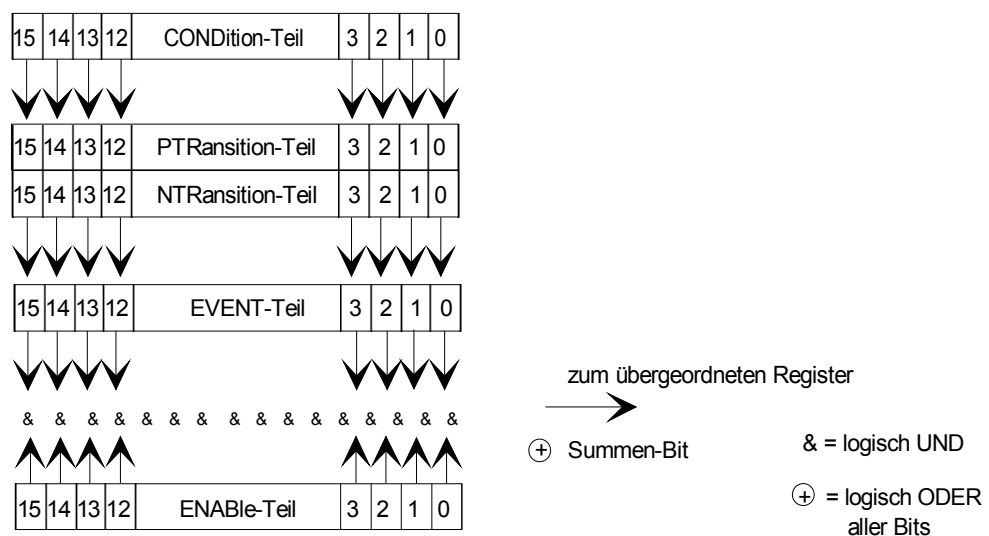 15 14 13 12 CONDition-Teil 3 2 1 0
15 14 13 12 PTRansition-Teil 3 2 1 0
15 14 13 12 NTRansition-Teil 3 2 1 0
15 14 13 12 EVENT-Teil 3 2 1 0
& & & & & & & & & & & & & & & &
15 14 13 12 ENABle-Teil 3 2 1 0
zum übergeordneten Register
+ Summen-Bit
& = logisch UND
+ = logisch ODER
aller Bits